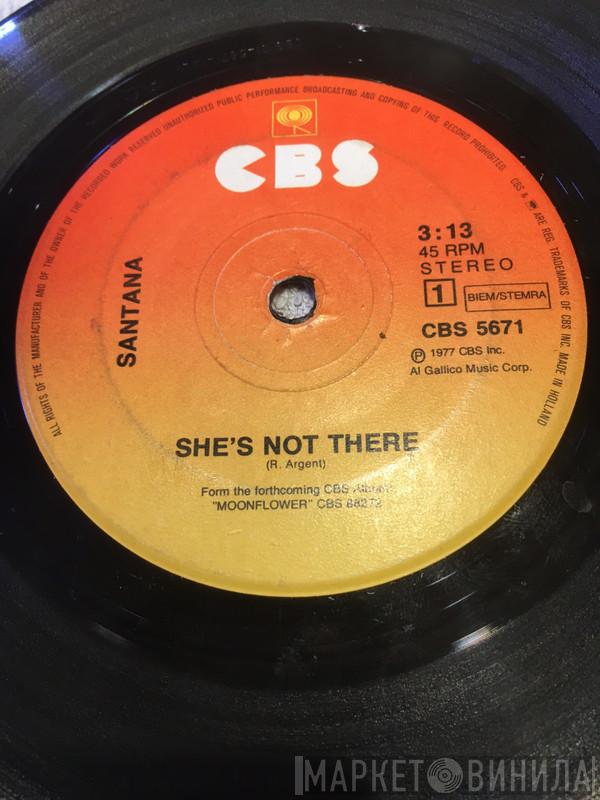 ALL RIGHTS OF THE MANUFACTURER AND OF THE OWNER OF THE RECORDED WORK RESERVED UNAUTHORIZED PUBLIC PERFORMANCE BROADCASTING AND COPYING OF THIS RECORD PROHIBITED. CBS & ARE REG. TRADEMARKS OF CBS INC. MADE IN HOLLAND
CBS
SANTANA
3:13
45 RPM
STEREO
1 BIEM/STEMRA
CBS 5671
Ⓟ 1977 CBS Inc.
Al Gallico Music Corp.
SHE'S NOT THERE
(R. Argent)
Form the forthcoming CBS Album:
"MOONFLOWER" CBS 88272
МАРКЕТ ВИНИЛА